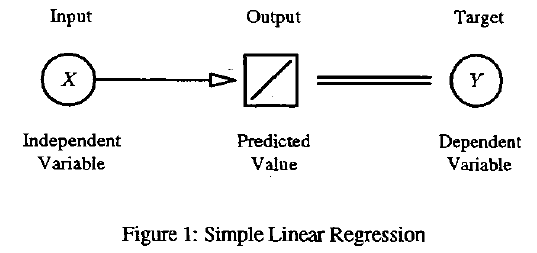 Input Output Target
X Y
Independent Predicted Dependent
Variable Value Variable
Figure 1: Simple Linear Regression